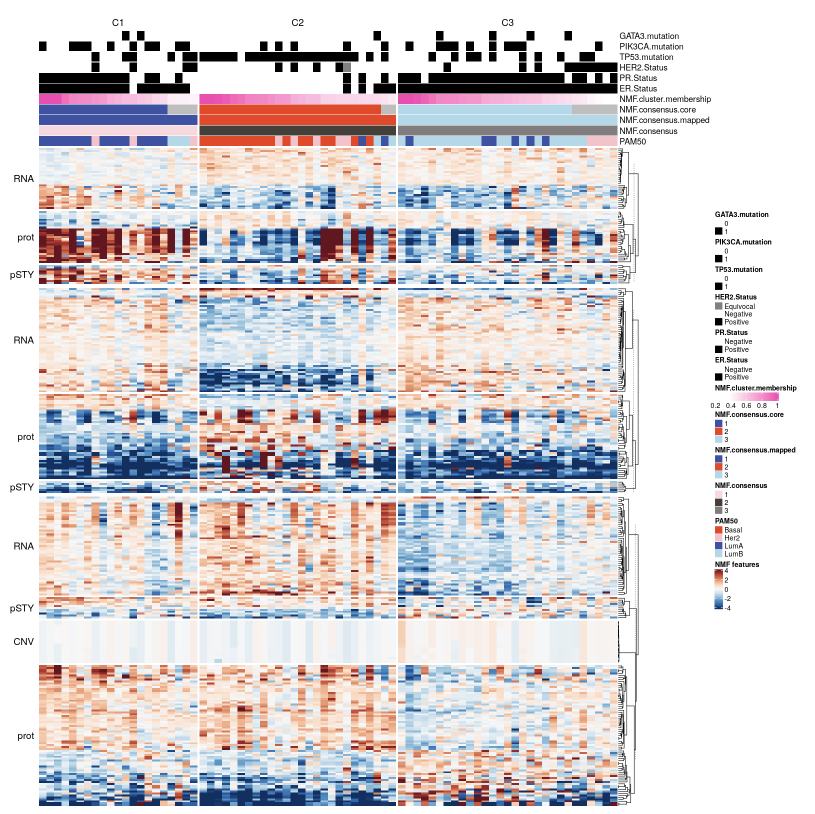 C1
C2
C3
GATA3.mutation
PIK3CA.mutation
TP53.mutation
HER2.Status
PR.Status
ER.Status
NMF.cluster.membership
NMF.consensus.core
NMF.consensus.mapped
NMF.consensus
PAM50
RNA
prot
pSTY
RNA
prot
pSTY
RNA
pSTY
CNV
prot
GATA3.mutation
0
1
PIK3CA.mutation
0
1
TP53.mutation
0
1
HER2.Status
Equivocal
Negative
Positive
PR.Status
Negative
Positive
ER.Status
Negative
Positive
NMF.cluster.membership
0.2 0.4 0.6 0.8 1
NMF.consensus.core
1
2
3
NMF.consensus.mapped
1
2
3
NMF.consensus
1
2
3
PAM50
Basal
Her2
LumA
LumB
NMF features
4
2
0
-2
-4